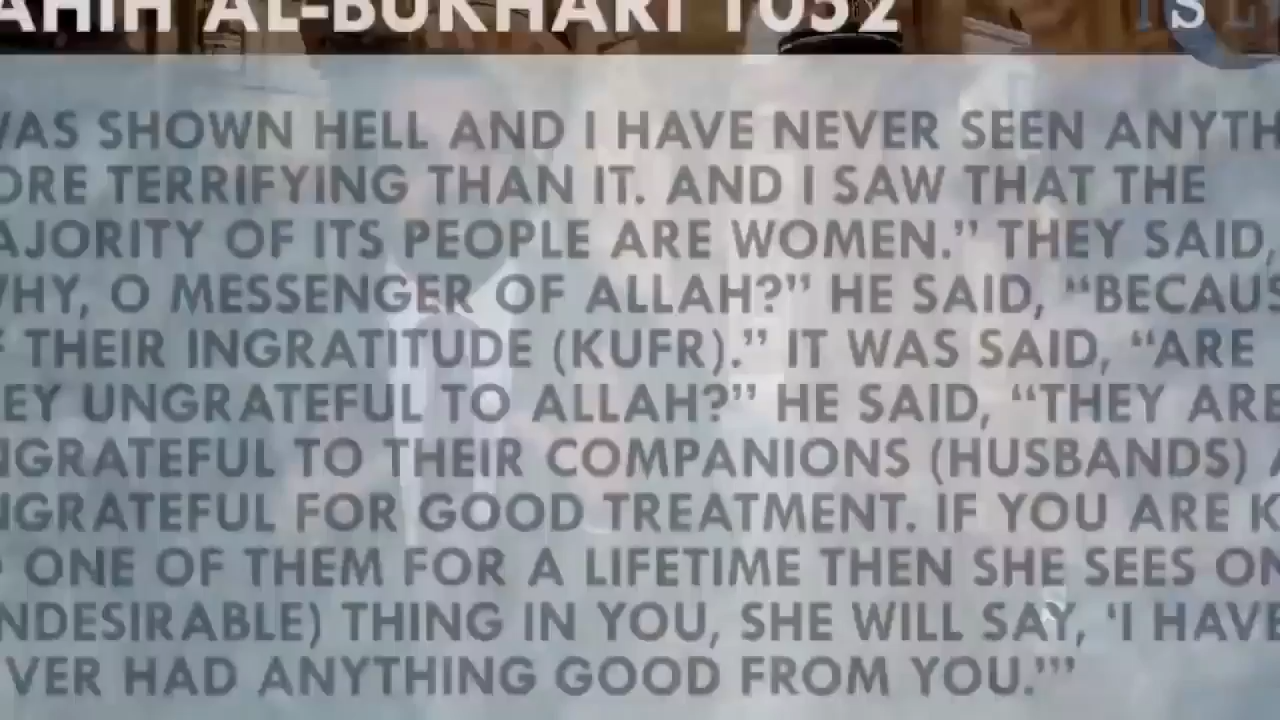 AHIH AL-BUKHARI 1052
WAS SHOWN HELL AND I HAVE NEVER SEEN ANYTH
ORE TERRIFYING THAN IT. AND I SAW THAT THE
AJORITY OF ITS PEOPLE ARE WOMEN.” THEY SAID,
WHY, O MESSENGER OF ALLAH?” HE SAID, “BECAUS
F THEIR INGRATITUDE (KUFR).” IT WAS SAID, “ARE
EY UNGRATEFUL TO ALLAH?” HE SAID, “THEY ARE
NGRATEFUL TO THEIR COMPANIONS (HUSBANDS) A
NGRATEFUL FOR GOOD TREATMENT. IF YOU ARE K
ONE OF THEM FOR A LIFETIME THEN SHE SEES ON
NDESIRABLE) THING IN YOU, SHE WILL SAY, ‘I HAVE
VER HAD ANYTHING GOOD FROM YOU.’”